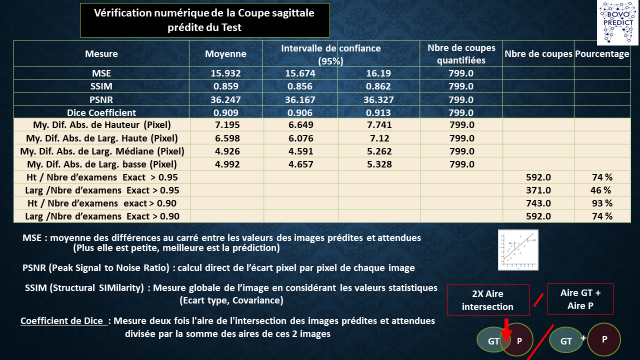 Vérification numérique de la Coupe sagittale
prédite du Test
BOVO
PREDICT
Mesure Moyenne Intervalle de confiance (95%) Nbre de coupes quantifiées Nbre de coupes Pourcentage
MSE 15.932 15.674 16.19 799.0
SSIM 0.859 0.856 0.862 799.0
PSNR 36.247 36.167 36.327 799.0
Dice Coefficient 0.909 0.906 0.913 799.0
My. Dif. Abs. de Hauteur (Pixel) 7.195 6.649 7.741 799.0
My. Dif. Abs. de Larg. Haute (Pixel) 6.598 6.076 7.12 799.0
My. Dif. Abs. de Larg. Médiane (Pixel) 4.926 4.591 5.262 799.0
My. Dif. Abs. de Larg. basse (Pixel) 4.992 4.657 5.328 799.0
Ht / Nbre d'examens Exact > 0.95 592.0 74 %
Larg /Nbre d'examens Exact > 0.95 371.0 46 %
Ht / Nbre d'examens exact > 0.90 743.0 93 %
Larg /Nbre d'examens Exact > 0.90 592.0 74 %
MSE : moyenne des différences au carré entre les valeurs des images prédites et attendues
(Plus elle est petite, meilleure est la prédiction)
PSNR (Peak Signal to Noise Ratio) : calcul direct de l'écart pixel par pixel de chaque image
SSIM (Structural SIMilarity) : Mesure globale de l'image en considérant les valeurs statistiques
(Ecart type, Covariance)
Coefficient de Dice : Mesure deux fois l'aire de l'intersection des images prédites et attendues
divisée par la somme des aires de ces 2 images
2X Aire
intersection
/
Aire GT +
Aire P
GT P / GT + P